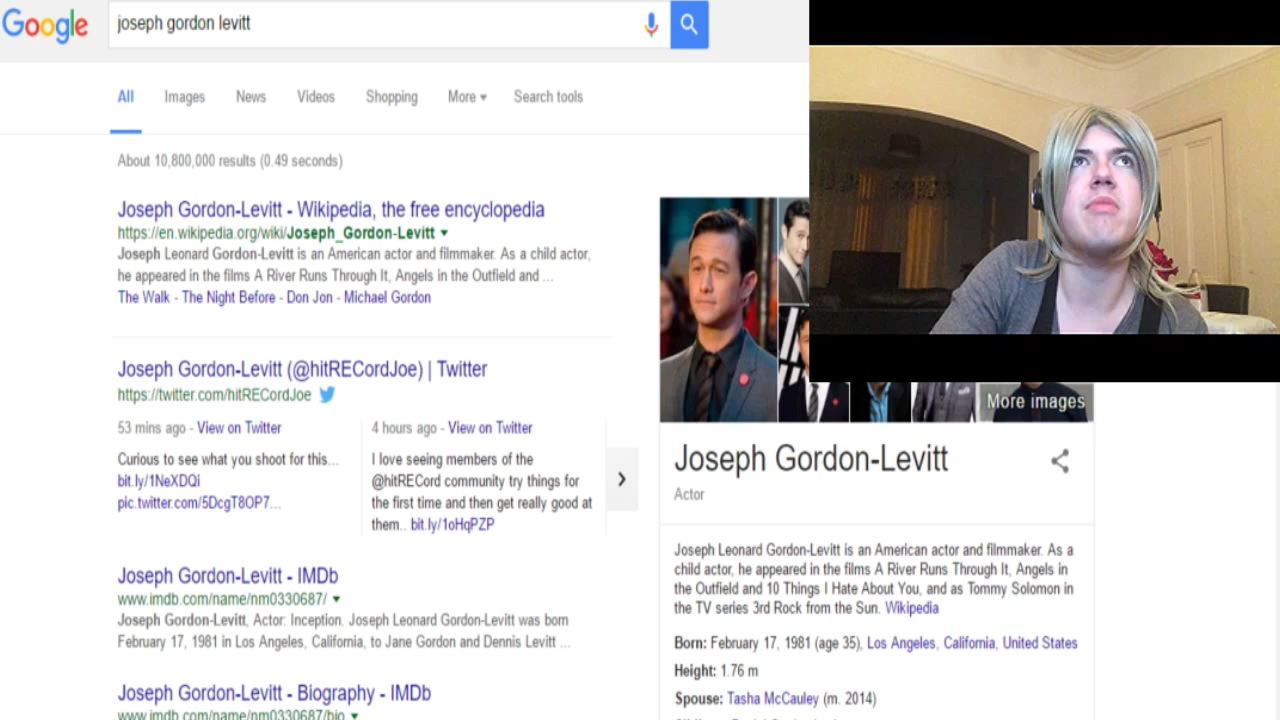 Google
joseph gordon levitt
All
Images
News
Videos
Shopping
More
Search tools
About 10,800,000 results (0.49 seconds)
Joseph Gordon-Levitt - Wikipedia, the free encyclopedia
https://en.wikipedia.org/wiki/Joseph_Gordon-Levitt
Joseph Leonard Gordon-Levitt is an American actor and filmmaker. As a child actor,
he appeared in the films A River Runs Through It, Angels in the Outfield and ...
The Walk - The Night Before - Don Jon - Michael Gordon
Joseph Gordon-Levitt (@hitRECordJoe) | Twitter
https://twitter.com/hitRECordJoe
53 mins ago - View on Twitter
Curious to see what you shoot for this...
bit.ly/1NeXDQi
pic.twitter.com/5DcgT8OP7...
4 hours ago - View on Twitter
I love seeing members of the
@hitRECord community try things for
the first time and then get really good at
them.. bit.ly/1oHqPZP
Joseph Gordon-Levitt - IMDb
www.imdb.com/name/nm0330687/
Joseph Gordon-Levitt, Actor: Inception. Joseph Leonard Gordon-Levitt was born
February 17, 1981 in Los Angeles, California, to Jane Gordon and Dennis Levitt ...
Joseph Gordon-Levitt - Biography - IMDb
www.imdb.com/name/nm0330687/bio
More images
Joseph Gordon-Levitt
Actor
Joseph Leonard Gordon-Levitt is an American actor and filmmaker. As a
child actor, he appeared in the films A River Runs Through It, Angels in
the Outfield and 10 Things I Hate About You, and as Tommy Solomon in
the TV series 3rd Rock from the Sun. Wikipedia
Born: February 17, 1981 (age 35), Los Angeles, California, United States
Height: 1.76 m
Spouse: Tasha McCauley (m. 2014)